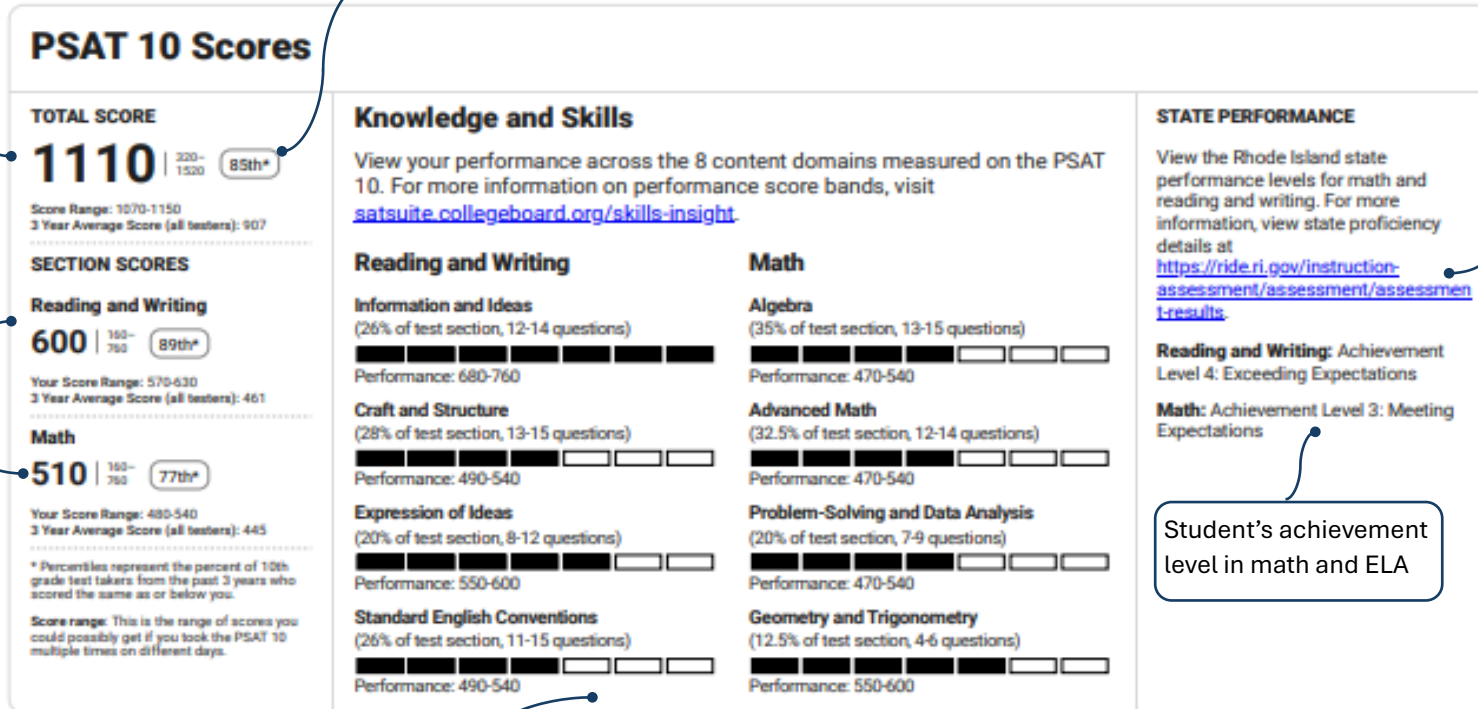 PSAT 10 Scores
TOTAL SCORE
1110 | 320–1520 85th*
Score Range: 1070-1150
3 Year Average Score (all testers): 907
SECTION SCORES
Reading and Writing
600 | 160–760 89th*
Your Score Range: 570-630
3 Year Average Score (all testers): 461
Math
510 | 160–760 77th*
Your Score Range: 480-540
3 Year Average Score (all testers): 445
* Percentiles represent the percent of 10th
grade test takers from the past 3 years who
scored the same as or below you.
Score range: This is the range of scores you
could possibly get if you took the PSAT 10
multiple times on different days.
Knowledge and Skills
View your performance across the 8 content domains measured on the PSAT
10. For more information on performance score bands, visit
satsuite.collegeboard.org/skills-insight.
Reading and Writing
Information and Ideas
(26% of test section, 12-14 questions)
Performance: 680-760
Craft and Structure
(28% of test section, 13-15 questions)
Performance: 490-540
Expression of Ideas
(20% of test section, 8-12 questions)
Performance: 550-600
Standard English Conventions
(26% of test section, 11-15 questions)
Performance: 490-540
Math
Algebra
(35% of test section, 13-15 questions)
Performance: 470-540
Advanced Math
(32.5% of test section, 12-14 questions)
Performance: 470-540
Problem-Solving and Data Analysis
(20% of test section, 7-9 questions)
Performance: 470-540
Geometry and Trigonometry
(12.5% of test section, 4-6 questions)
Performance: 550-600
STATE PERFORMANCE
View the Rhode Island state
performance levels for math and
reading and writing. For more
information, view state proficiency
details at
https://ride.ri.gov/instruction-
assessment/assessment/assessmen
t-results.
Reading and Writing: Achievement
Level 4: Exceeding Expectations
Math: Achievement Level 3: Meeting
Expectations
Student’s achievement
level in math and ELA